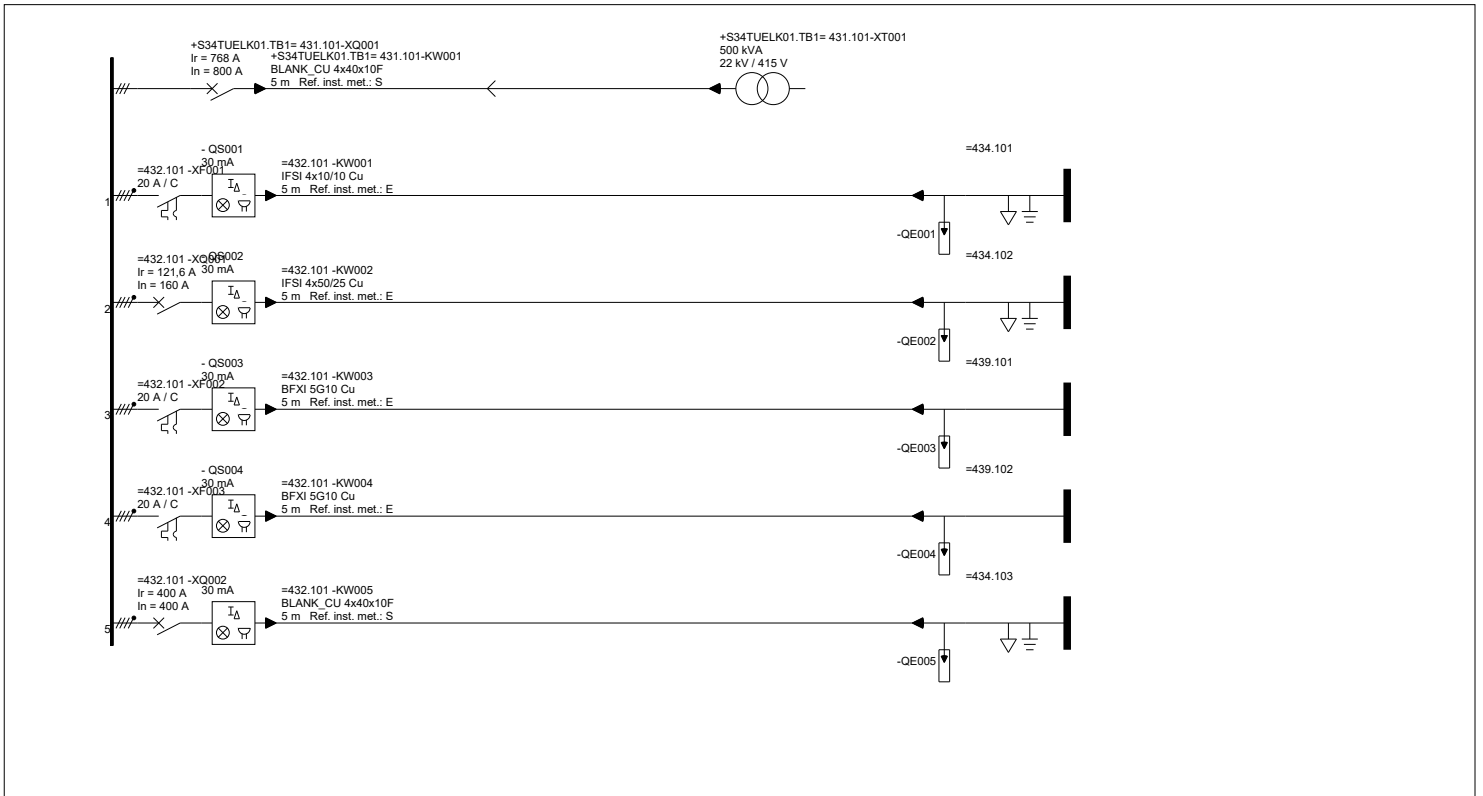 +S34TUELK01.TB1= 431.101-XQ001
Ir = 768 A
In = 800 A
+S34TUELK01.TB1= 431.101-KW001
BLANK_CU 4x40x10F
5 m Ref. inst. met.: S
+S34TUELK01.TB1= 431.101-XT001
500 kVA
22 kV / 415 V
1
=432.101 -XF001
20 A / C
- QS001
30 mA
I∆
=432.101 -KW001
IFSI 4x10/10 Cu
5 m Ref. inst. met.: E
-QE001
=434.101
2
=432.101 -XQ001
Ir = 121,6 A
In = 160 A
- QS002
30 mA
I∆
=432.101 -KW002
IFSI 4x50/25 Cu
5 m Ref. inst. met.: E
-QE002
=434.102
3
=432.101 -XF002
20 A / C
- QS003
30 mA
I∆
=432.101 -KW003
BFXI 5G10 Cu
5 m Ref. inst. met.: E
-QE003
=439.101
4
=432.101 -XF003
20 A / C
- QS004
30 mA
I∆
=432.101 -KW004
BFXI 5G10 Cu
5 m Ref. inst. met.: E
-QE004
=439.102
5
=432.101 -XQ002
Ir = 400 A
In = 400 A
30 mA
I∆
=432.101 -KW005
BLANK_CU 4x40x10F
5 m Ref. inst. met.: S
-QE005
=434.103